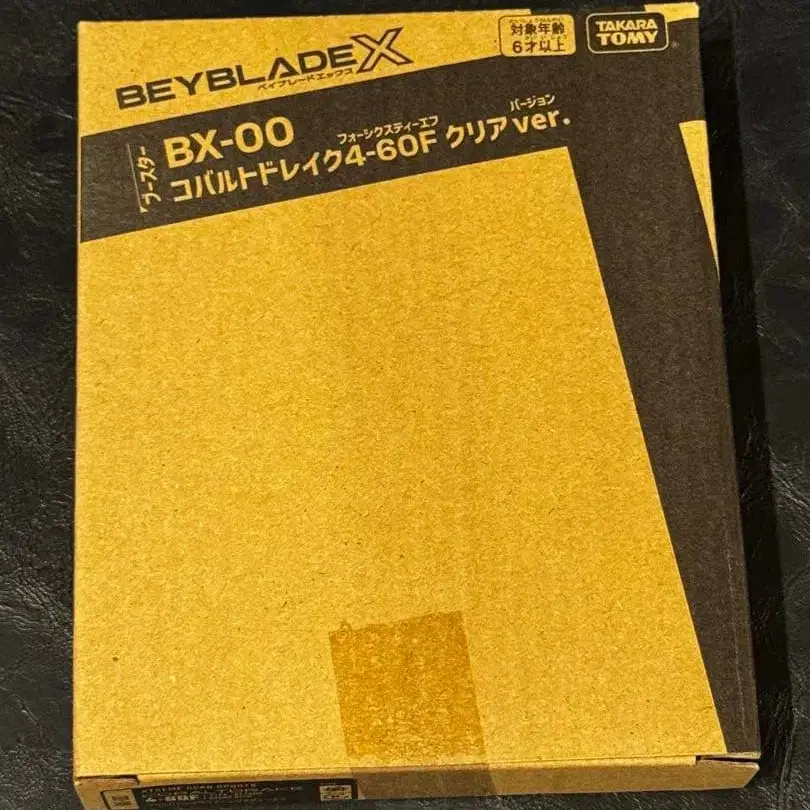 BEYBLADE X
ベイブレードエックス
対象年齢
6才以上
TAKARA
TOMY
ブースター
BX-00
フォーシクスティーエフ
バージョン
コバルトドレイク4-60F クリアver.